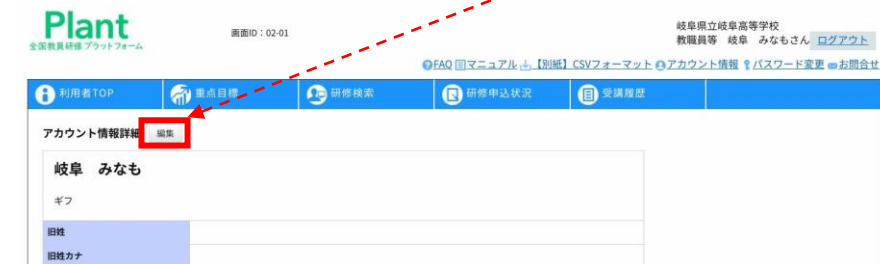 Plant
全国教員研修プラットフォーム
画面ID：02-01
岐阜県立岐阜高等学校
教職員等 岐阜 みなもさん ログアウト
FAQ マニュアル 【別紙】CSVフォーマット アカウント情報 パスワード変更 お問合せ
利用者TOP 重点目標 研修検索 研修申込状況 受講履歴
アカウント情報詳細 編集
岐阜 みなも
ギフ
旧姓
旧姓カナ